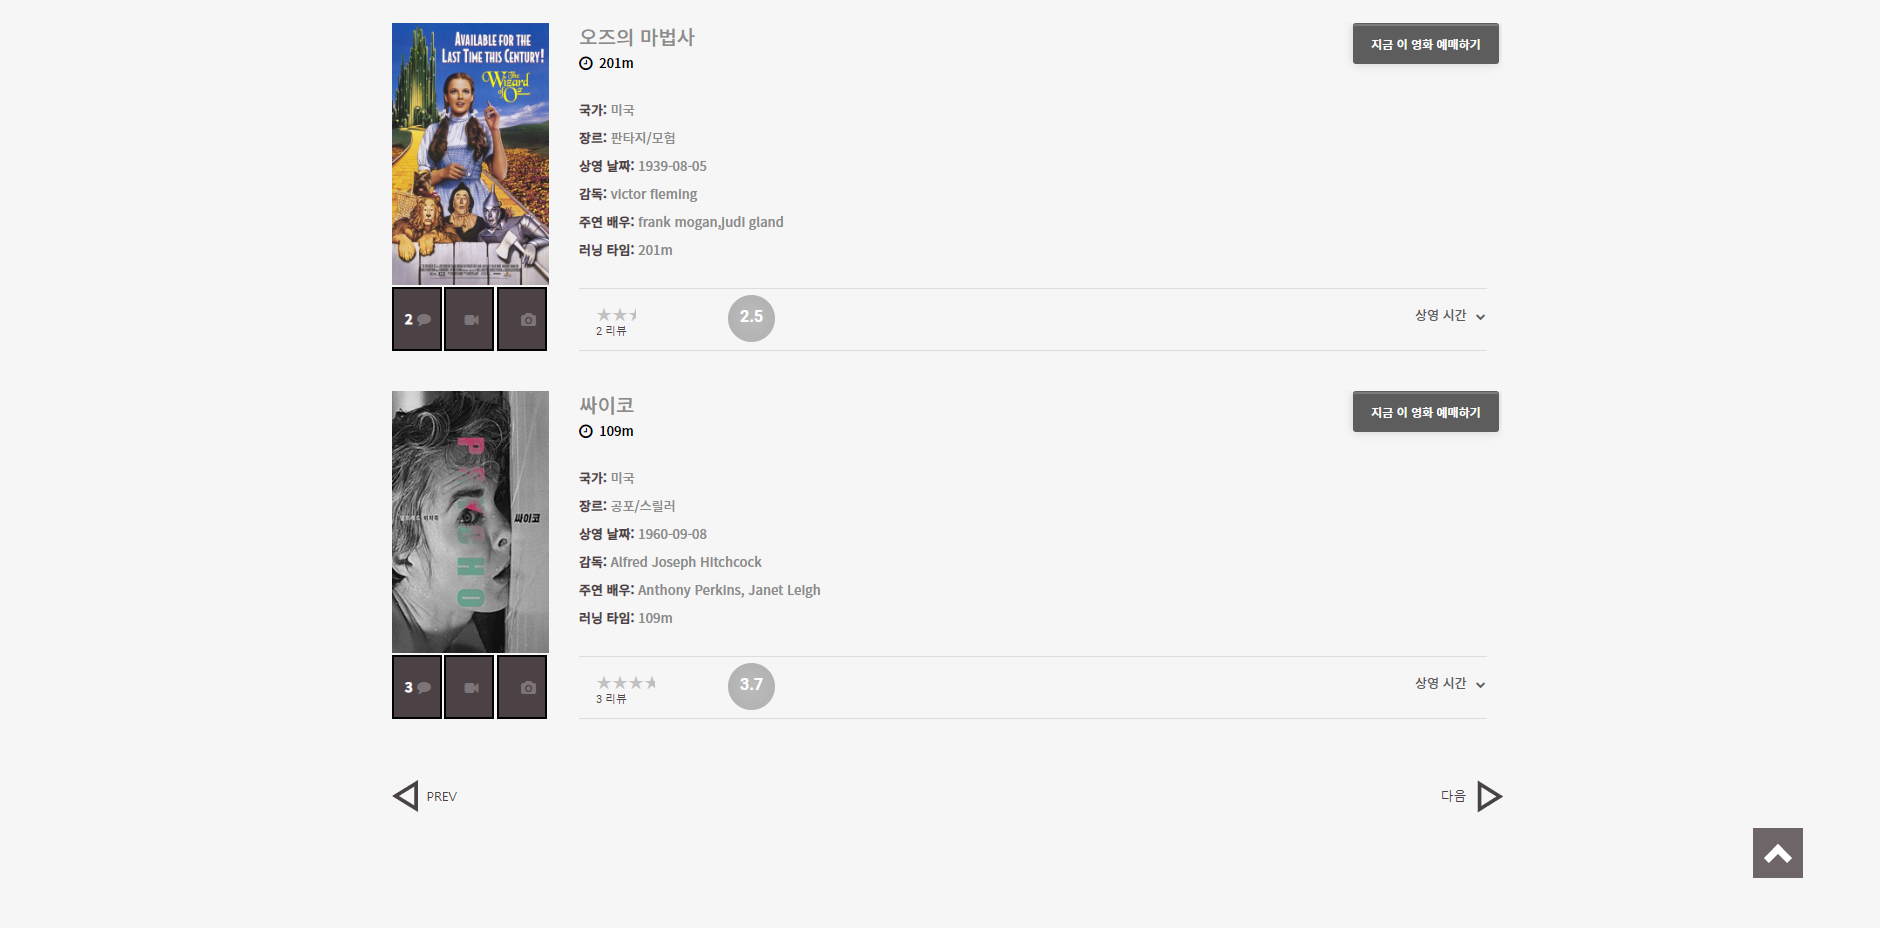 AVAILABLE FOR THE
LAST TIME THIS CENTURY!
The
Wizard
of Oz
오즈의 마법사
201m
지금 이 영화 예매하기
국가: 미국
장르: 판타지/모험
상영 날짜: 1939-08-05
감독: victor fleming
주연 배우: frank mogan,judi gland
러닝 타임: 201m
2
2 리뷰
2.5
상영 시간
PSYCHO
알프레드 히치콕
싸이코
싸이코
109m
지금 이 영화 예매하기
국가: 미국
장르: 공포/스릴러
상영 날짜: 1960-09-08
감독: Alfred Joseph Hitchcock
주연 배우: Anthony Perkins, Janet Leigh
러닝 타임: 109m
3
3 리뷰
3.7
상영 시간
PREV
다음